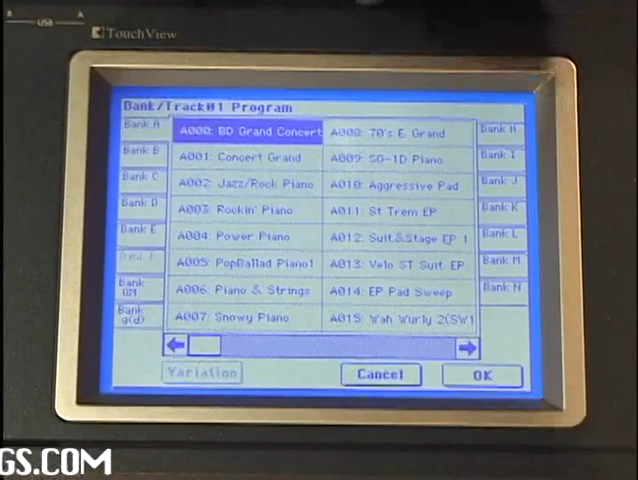 B USB A
TouchView
Bank/Track01 Program
Bank A
Bank B
Bank C
Bank D
Bank E
Bank GM
Bank g(d)
A000: BD Grand Concert
A001: Concert Grand
A002: Jazz/Rock Piano
A003: Rockin' Piano
A004: Power Piano
A005: PopBallad Piano1
A006: Piano & Strings
A007: Snowy Piano
A008: 70's E. Grand
A009: SG-1D Piano
A010: Aggressive Pad
A011: St Trem EP
A012: Suit.&Stage EP 1
A013: Velo ST Suit. EP
A014: EP Pad Sweep
A015: Wah Wurly 2(SW1
Bank H
Bank I
Bank J
Bank K
Bank L
Bank M
Bank N
Variation
Cancel
OK
GS.COM